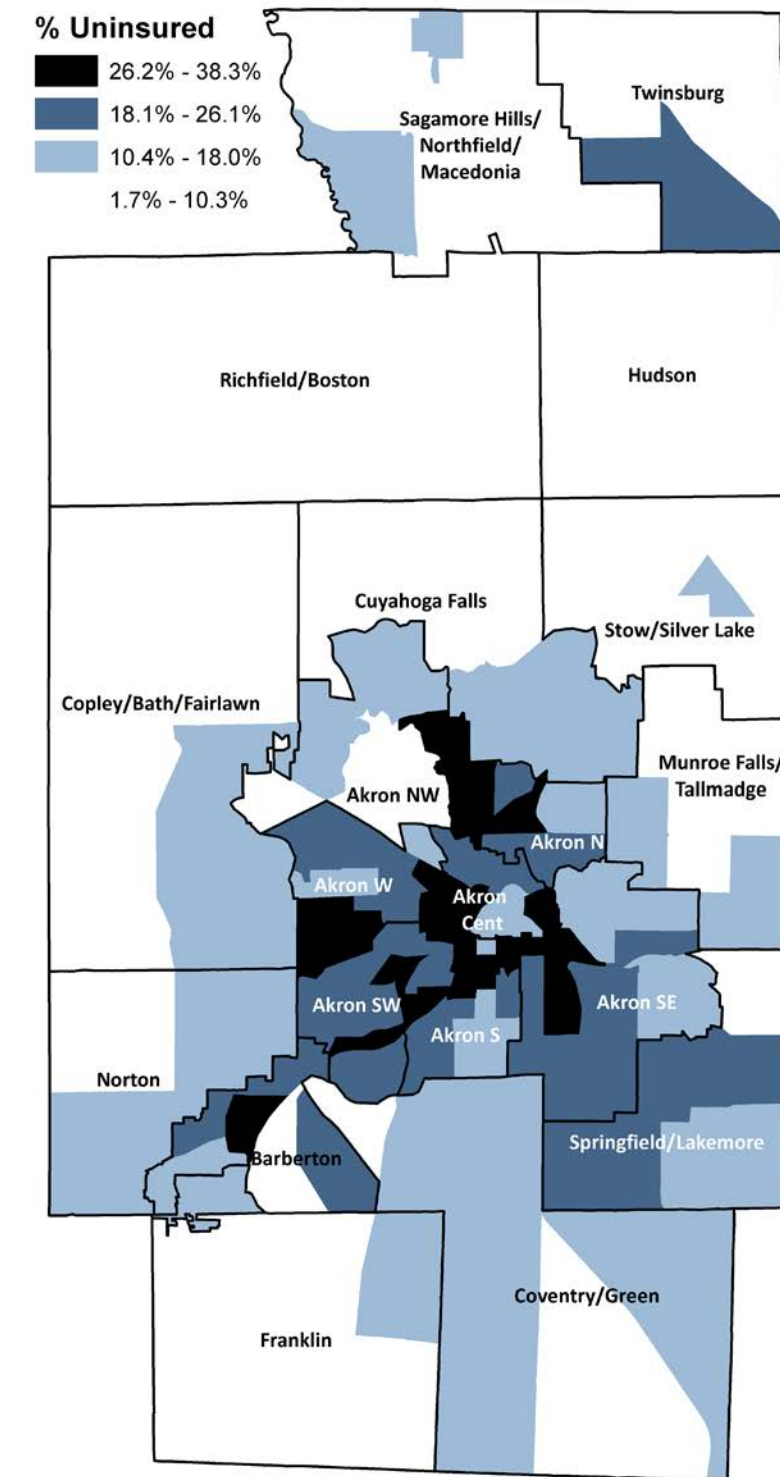 % Uninsured
26.2% - 38.3%
18.1% - 26.1%
10.4% - 18.0%
1.7% - 10.3%
Twinsburg
Sagamore Hills/
Northfield/
Macedonia
Richfield/Boston
Hudson
Cuyahoga Falls
Stow/Silver Lake
Copley/Bath/Fairlawn
Munroe Falls/
Tallmadge
Akron NW
Akron N
Akron W
Akron
Cent
Akron SW
Akron SE
Akron S
Norton
Springfield/Lakemore
Barberton
Coventry/Green
Franklin